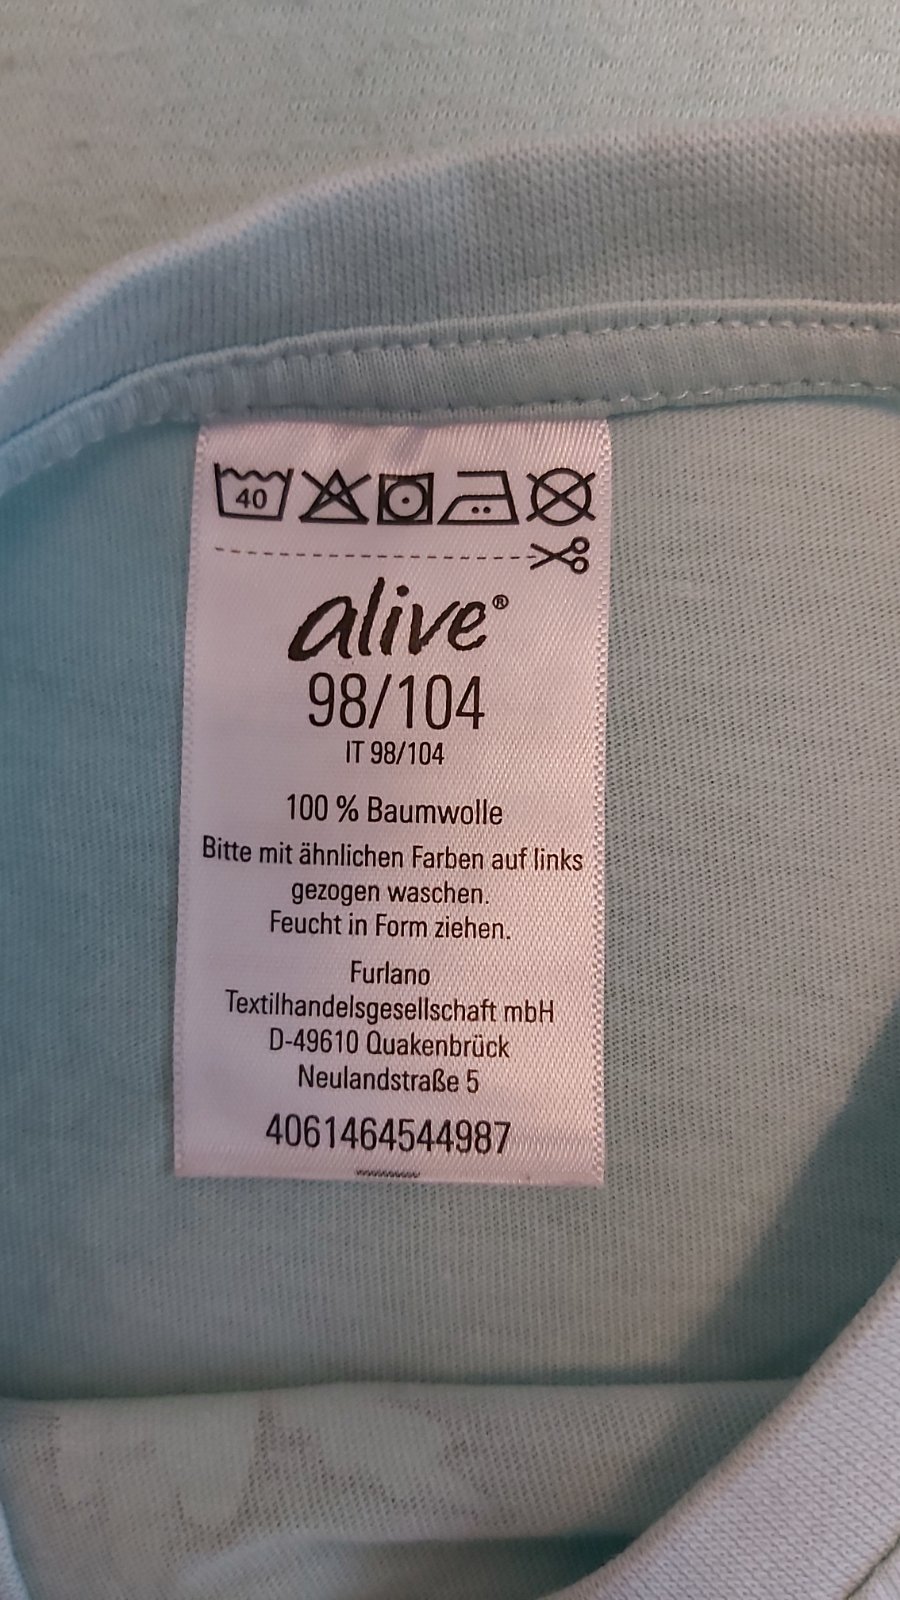 40
alive®
98/104
IT 98/104
100 % Baumwolle
Bitte mit ähnlichen Farben auf links
gezogen waschen.
Feucht in Form ziehen.
Furlano
Textilhandelsgesellschaft mbH
D-49610 Quakenbrück
Neulandstraße 5
4061464544987